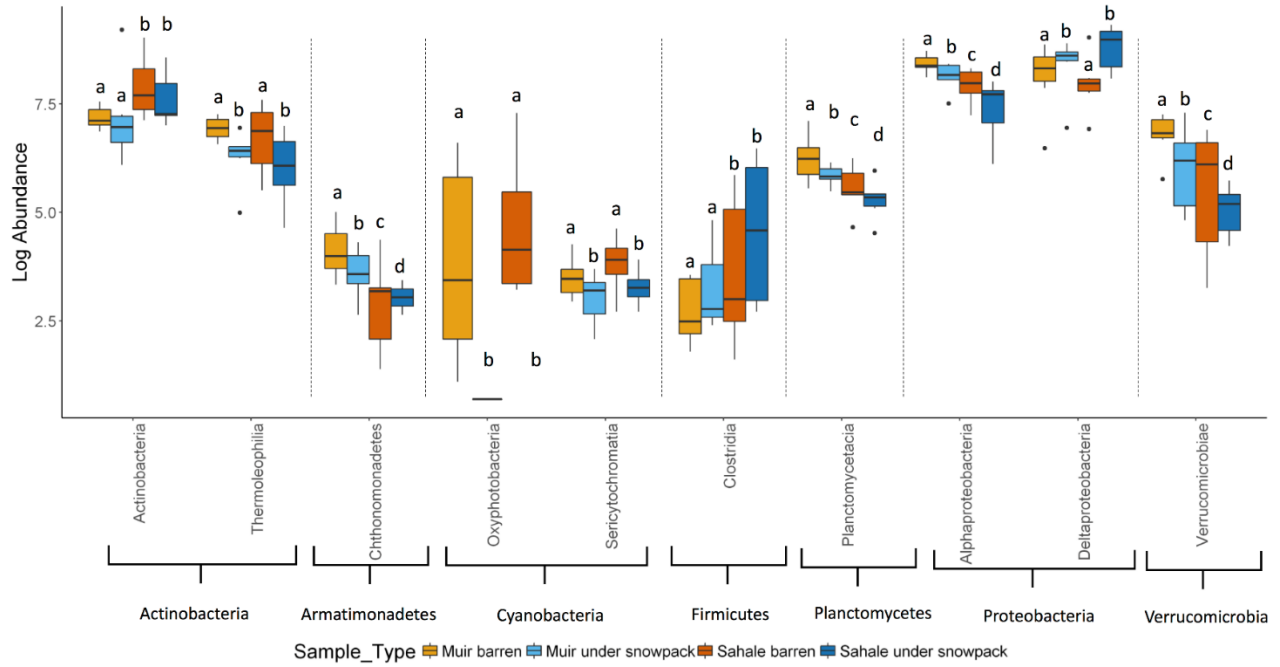 Log Abundance
7.5
5.0
2.5
a a b b
a b a b
a b c d
a b a b
a b a b
a a b b
a b c d
a b c d
a b a b
a b c d
Actinobacteria
Thermoleophilia
Chthonomonadetes
Oxyphotobacteria
Sericytochromatia
Clostridia
Planctomycetacia
Alphaproteobacteria
Deltaproteobacteria
Verrucomicrobiae
Actinobacteria Armatimonadetes Cyanobacteria Firmicutes Planctomycetes Proteobacteria Verrucomicrobia
Sample_Type Muir barren Muir under snowpack Sahale barren Sahale under snowpack